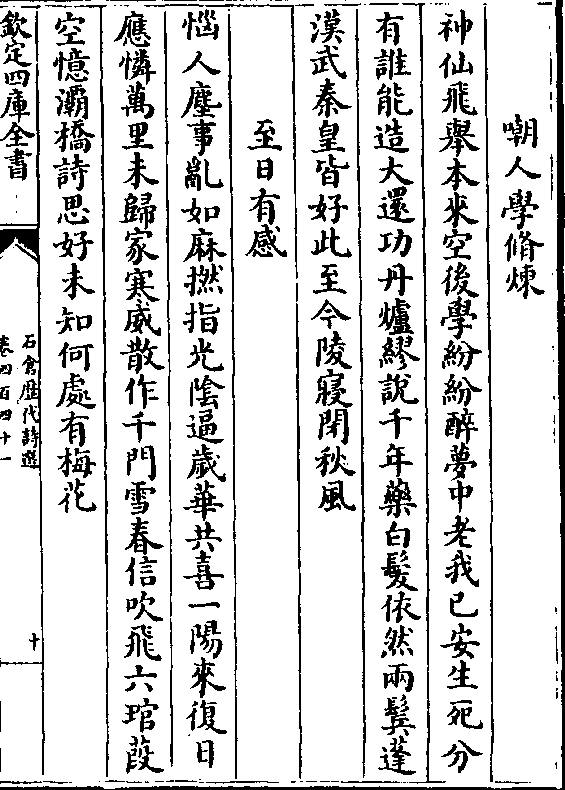 嘲人學脩煉
神仙飛舉本來空後學紛紛醉夢中老我已安生死分
有誰能造大還功丹爐繆說千年藥白髮依然兩鬂蓬
漢武秦皇皆好此至今陵寢閉秋風
至日有感
惱人塵事亂如麻撚指光陰逼歲華共喜一陽來復日
應憐萬里未歸家寒威散作千門雪春信吹飛六琯葭
空憶灞橋詩思好未知何處有梅花
欽定四庫全書
石倉歷代詩選
卷四百四十一
十